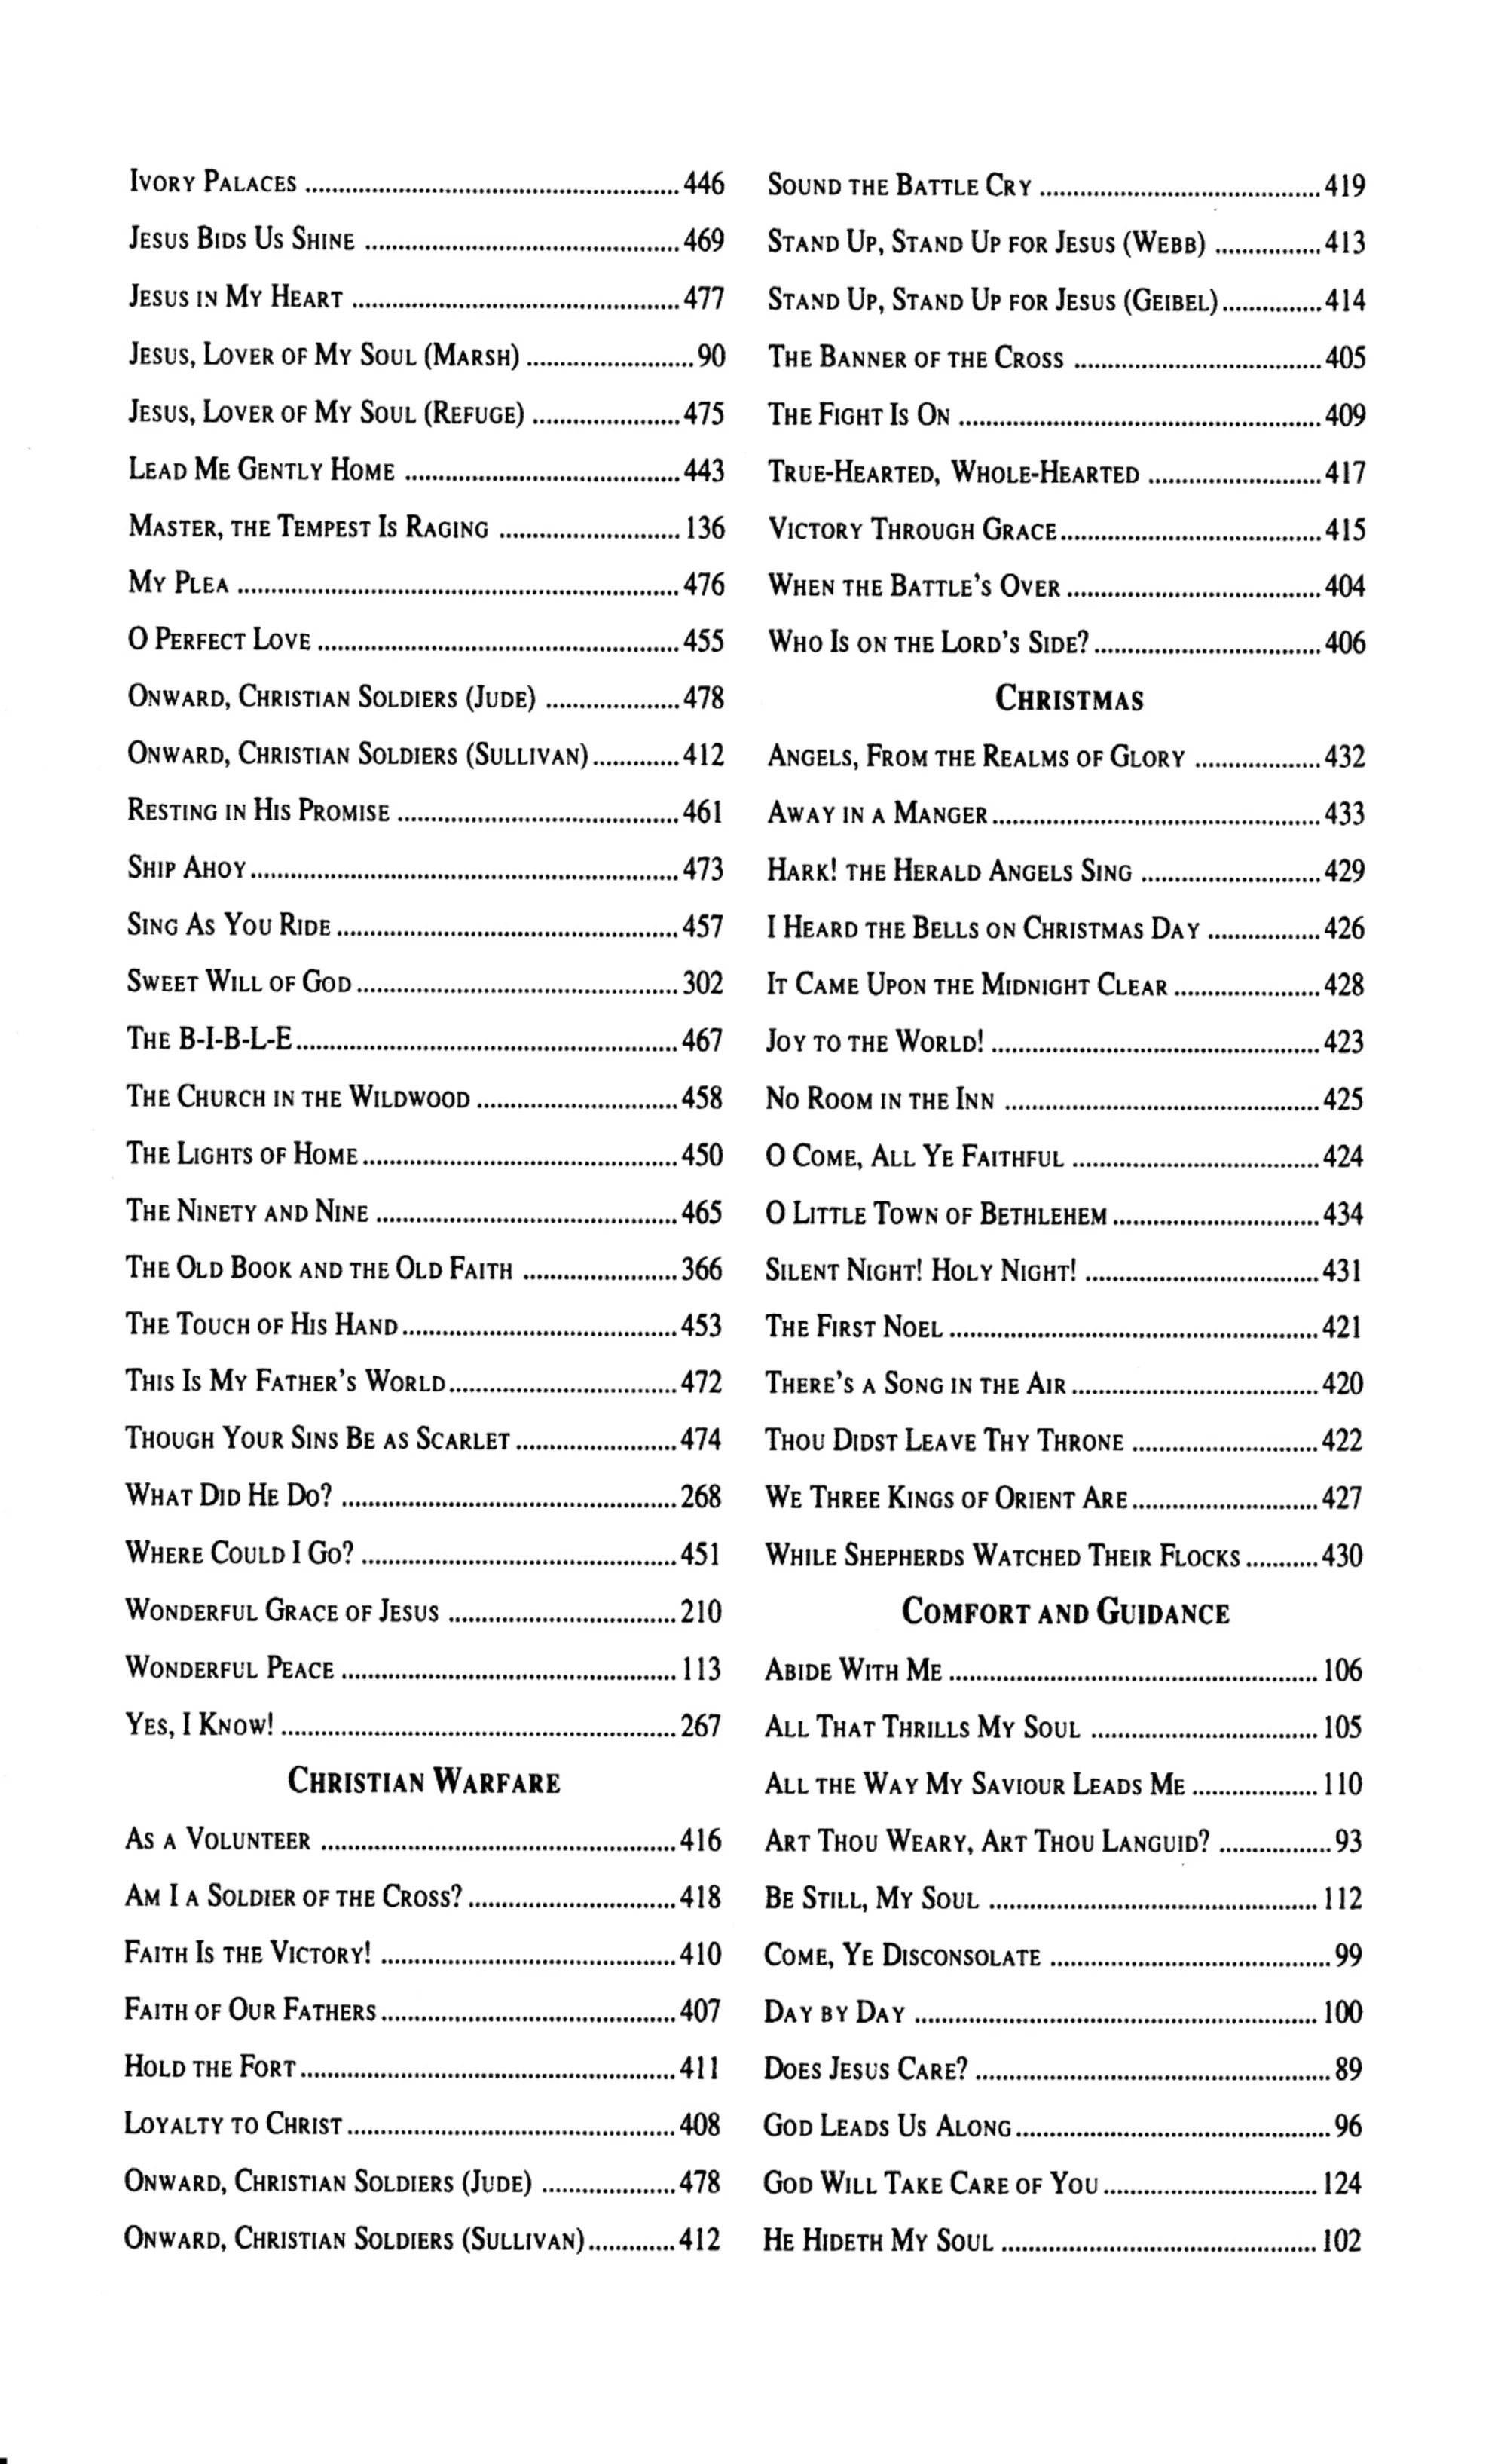 IVORY PALACES ........ 446
JESUS BIDS US SHINE ........ 469
JESUS IN MY HEART ........ 477
JESUS, LOVER OF MY SOUL (MARSH) ........ 90
JESUS, LOVER OF MY SOUL (REFUGE) ........ 475
LEAD ME GENTLY HOME ........ 443
MASTER, THE TEMPEST IS RAGING ........ 136
MY PLEA ........ 476
O PERFECT LOVE ........ 455
ONWARD, CHRISTIAN SOLDIERS (JUDE) ........ 478
ONWARD, CHRISTIAN SOLDIERS (SULLIVAN) ........ 412
RESTING IN HIS PROMISE ........ 461
SHIP AHOY ........ 473
SING AS YOU RIDE ........ 457
SWEET WILL OF GOD ........ 302
THE B-I-B-L-E ........ 467
THE CHURCH IN THE WILDWOOD ........ 458
THE LIGHTS OF HOME ........ 450
THE NINETY AND NINE ........ 465
THE OLD BOOK AND THE OLD FAITH ........ 366
THE TOUCH OF HIS HAND ........ 453
THIS IS MY FATHER'S WORLD ........ 472
THOUGH YOUR SINS BE AS SCARLET ........ 474
WHAT DID HE DO? ........ 268
WHERE COULD I GO? ........ 451
WONDERFUL GRACE OF JESUS ........ 210
WONDERFUL PEACE ........ 113
YES, I KNOW! ........ 267
CHRISTIAN WARFARE
AS A VOLUNTEER ........ 416
AM I A SOLDIER OF THE CROSS? ........ 418
FAITH IS THE VICTORY! ........ 410
FAITH OF OUR FATHERS ........ 407
HOLD THE FORT ........ 411
LOYALTY TO CHRIST ........ 408
ONWARD, CHRISTIAN SOLDIERS (JUDE) ........ 478
ONWARD, CHRISTIAN SOLDIERS (SULLIVAN) ........ 412
SOUND THE BATTLE CRY ........ 419
STAND UP, STAND UP FOR JESUS (WEBB) ........ 413
STAND UP, STAND UP FOR JESUS (GEIBEL) ........ 414
THE BANNER OF THE CROSS ........ 405
THE FIGHT IS ON ........ 409
TRUE-HEARTED, WHOLE-HEARTED ........ 417
VICTORY THROUGH GRACE ........ 415
WHEN THE BATTLE'S OVER ........ 404
WHO IS ON THE LORD'S SIDE? ........ 406
CHRISTMAS
ANGELS, FROM THE REALMS OF GLORY ........ 432
AWAY IN A MANGER ........ 433
HARK! THE HERALD ANGELS SING ........ 429
I HEARD THE BELLS ON CHRISTMAS DAY ........ 426
IT CAME UPON THE MIDNIGHT CLEAR ........ 428
JOY TO THE WORLD! ........ 423
NO ROOM IN THE INN ........ 425
O COME, ALL YE FAITHFUL ........ 424
O LITTLE TOWN OF BETHLEHEM ........ 434
SILENT NIGHT! HOLY NIGHT! ........ 431
THE FIRST NOEL ........ 421
THERE'S A SONG IN THE AIR ........ 420
THOU DIDST LEAVE THY THRONE ........ 422
WE THREE KINGS OF ORIENT ARE ........ 427
WHILE SHEPHERDS WATCHED THEIR FLOCKS ........ 430
COMFORT AND GUIDANCE
ABIDE WITH ME ........ 106
ALL THAT THRILLS MY SOUL ........ 105
ALL THE WAY MY SAVIOUR LEADS ME ........ 110
ART THOU WEARY, ART THOU LANGUID? ........ 93
BE STILL, MY SOUL ........ 112
COME, YE DISCONSOLATE ........ 99
DAY BY DAY ........ 100
DOES JESUS CARE? ........ 89
GOD LEADS US ALONG ........ 96
GOD WILL TAKE CARE OF YOU ........ 124
HE HIDETH MY SOUL ........ 102